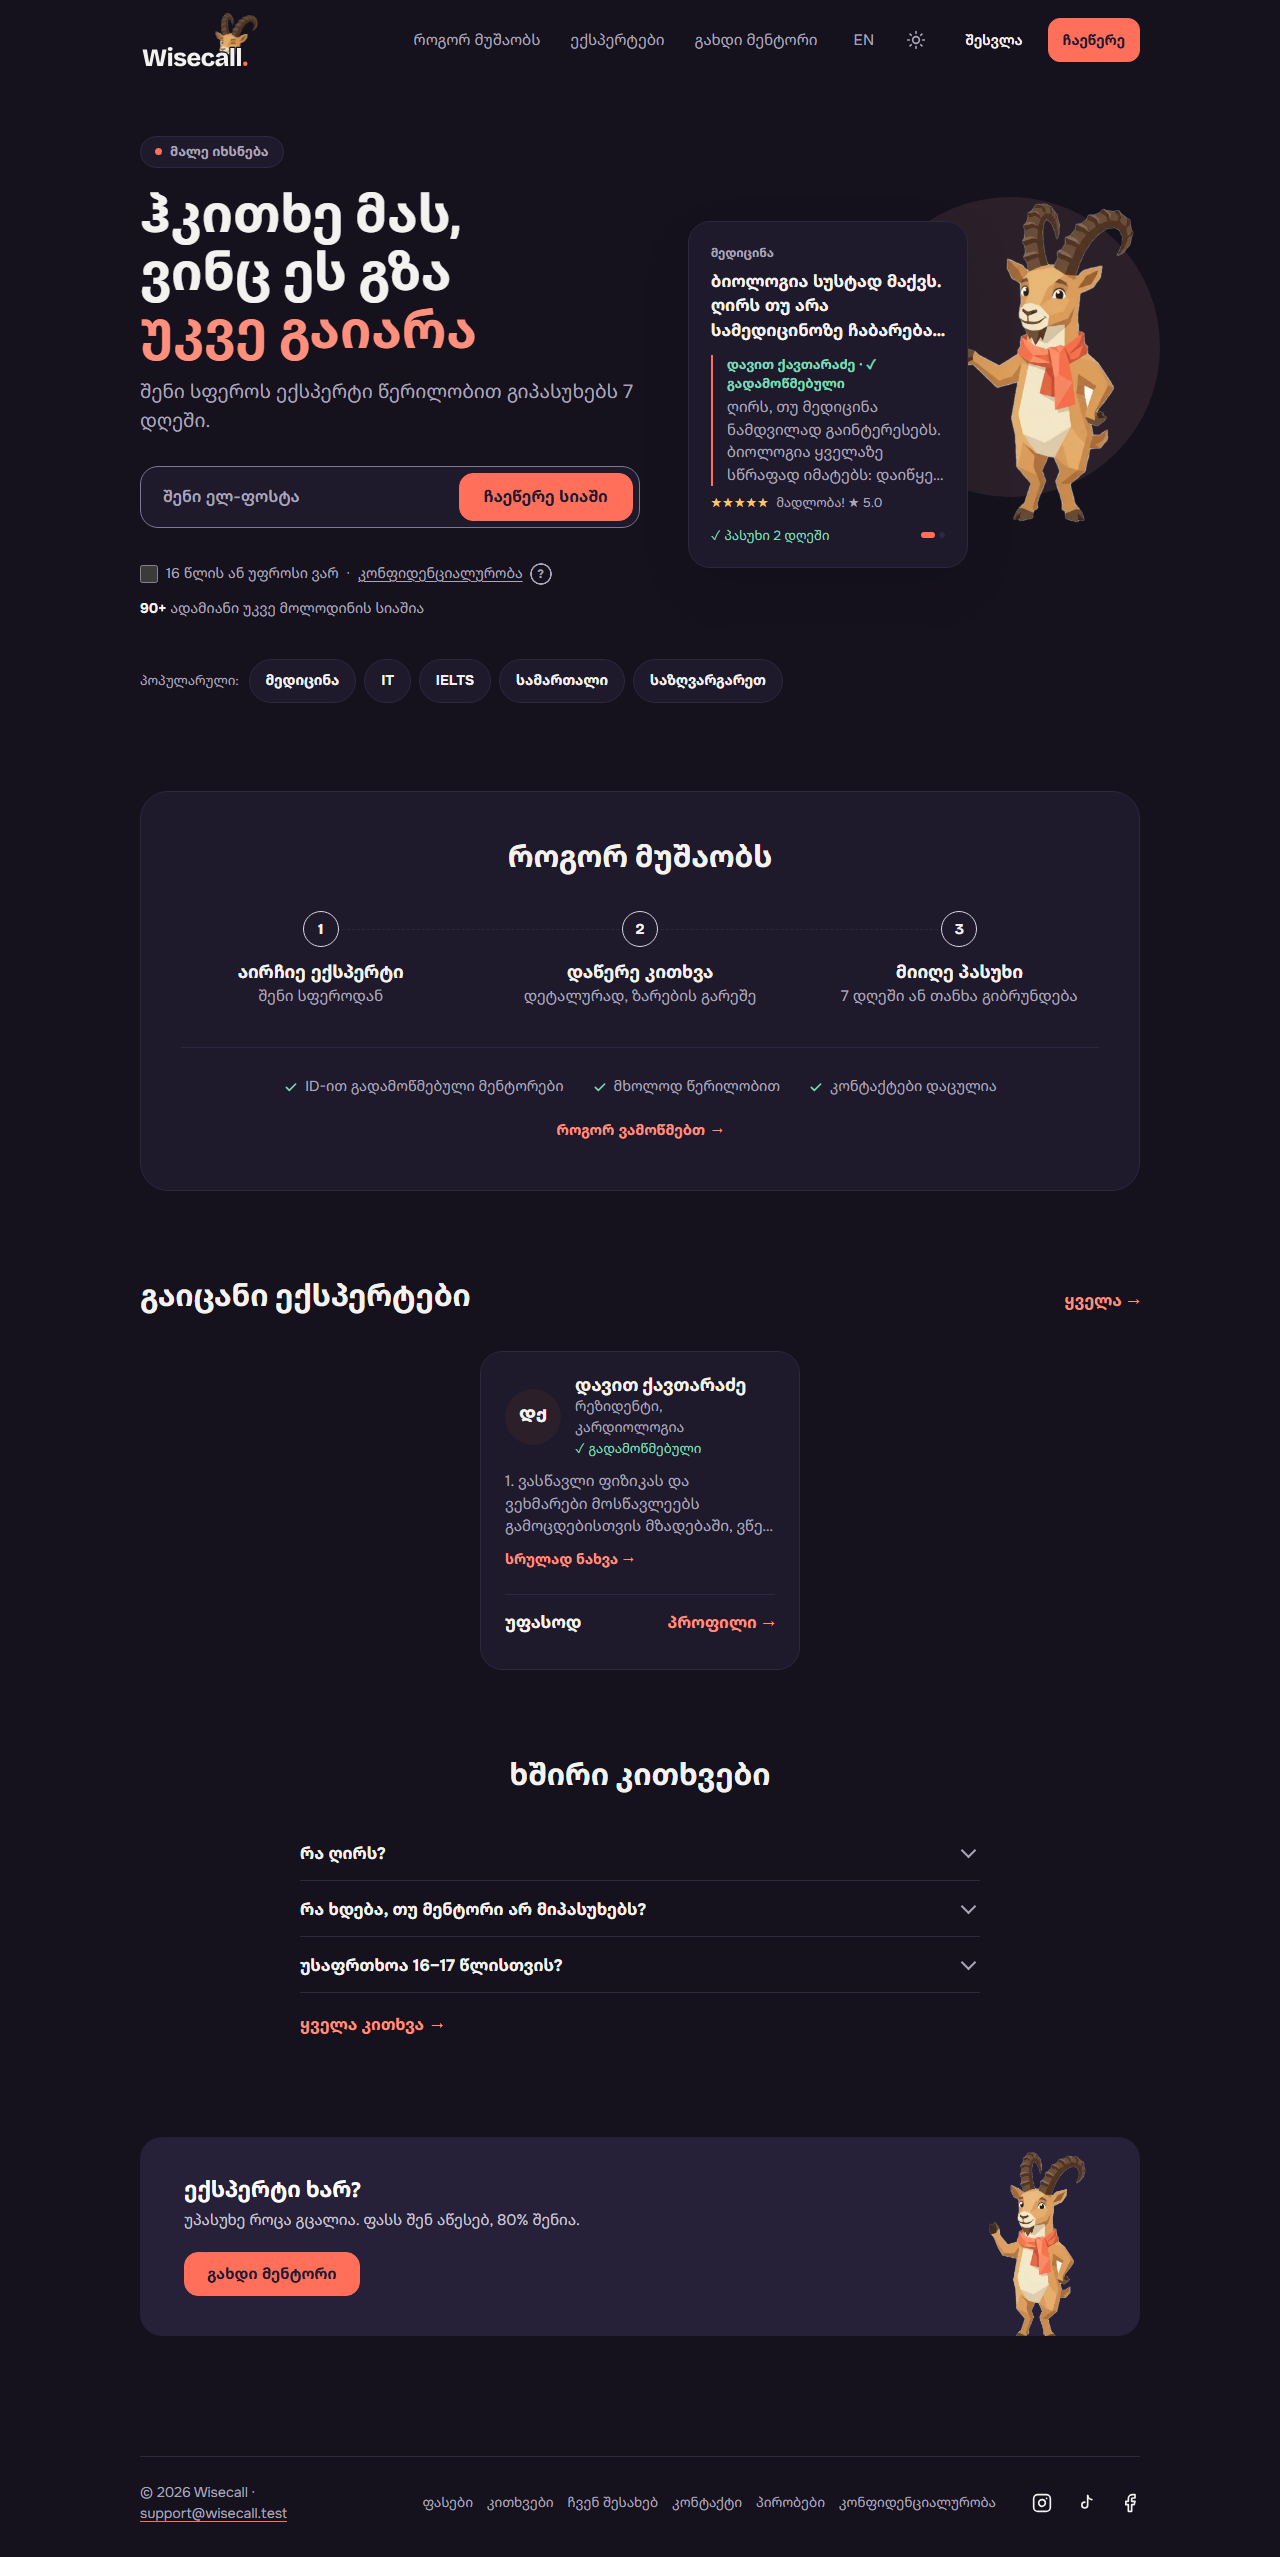 Wisecall.
როგორ მუშაობს
ექსპერტები
გახდი მენტორი
EN
შესვლა
ჩაეწერე
მალე იხსნება
ჰკითხე მას,
ვინც ეს გზა
უკვე გაიარა
შენი სფეროს ექსპერტი წერილობით გიპასუხებს 7
დღეში.
შენი ელ-ფოსტა
ჩაეწერე სიაში
16 წლის ან უფროსი ვარ · კონფიდენციალურობა ?
90+ ადამიანი უკვე მოლოდინის სიაშია
მედიცინა
ბიოლოგია სუსტად მაქვს.
ღირს თუ არა
სამედიცინოზე ჩაბარება...
დავით ქავთარაძე · ✓
გადამოწმებული
ღირს, თუ მედიცინა
ნამდვილად გაინტერესებს.
ბიოლოგია ყველაზე
სწრაფად იმატებს: დაიწყე...
★★★★★ მადლობა! ★ 5.0
✓ პასუხი 2 დღეში
პოპულარული:
მედიცინა
IT
IELTS
სამართალი
საზღვარგარეთ
როგორ მუშაობს
1
2
3
აირჩიე ექსპერტი
დაწერე კითხვა
მიიღე პასუხი
შენი სფეროდან
დეტალურად, ზარების გარეშე
7 დღეში ან თანხა გიბრუნდება
✓ ID-ით გადამოწმებული მენტორები
✓ მხოლოდ წერილობით
✓ კონტაქტები დაცულია
როგორ ვამოწმებთ →
გაიცანი ექსპერტები
ყველა →
დქ
დავით ქავთარაძე
რეზიდენტი,
კარდიოლოგია
✓ გადამოწმებული
1. ვასწავლი ფიზიკას და
ვეხმარები მოსწავლეებს
გამოცდებისთვის მზადებაში, ვწე...
სრულად ნახვა →
უფასოდ
პროფილი →
ხშირი კითხვები
რა ღირს?
რა ხდება, თუ მენტორი არ მიპასუხებს?
უსაფრთხოა 16–17 წლისთვის?
ყველა კითხვა →
ექსპერტი ხარ?
უპასუხე როცა გცალია. ფასს შენ აწესებ, 80% შენია.
გახდი მენტორი
© 2026 Wisecall ·
support@wisecall.test
ფასები
კითხვები
ჩვენ შესახებ
კონტაქტი
პირობები
კონფიდენციალურობა